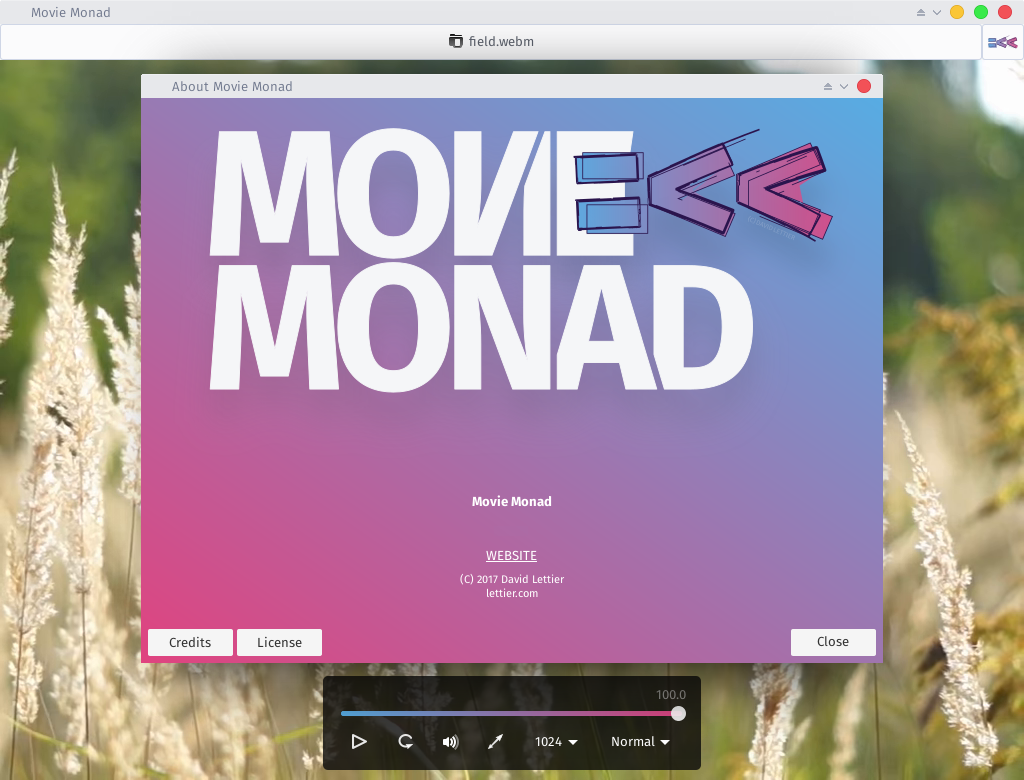 Movie Monad
field.webm
About Movie Monad
MOVIE
MONAD
Movie Monad
WEBSITE
(C) 2017 David Lettier
lettier.com
Credits
License
Close
100.0
1024
Normal